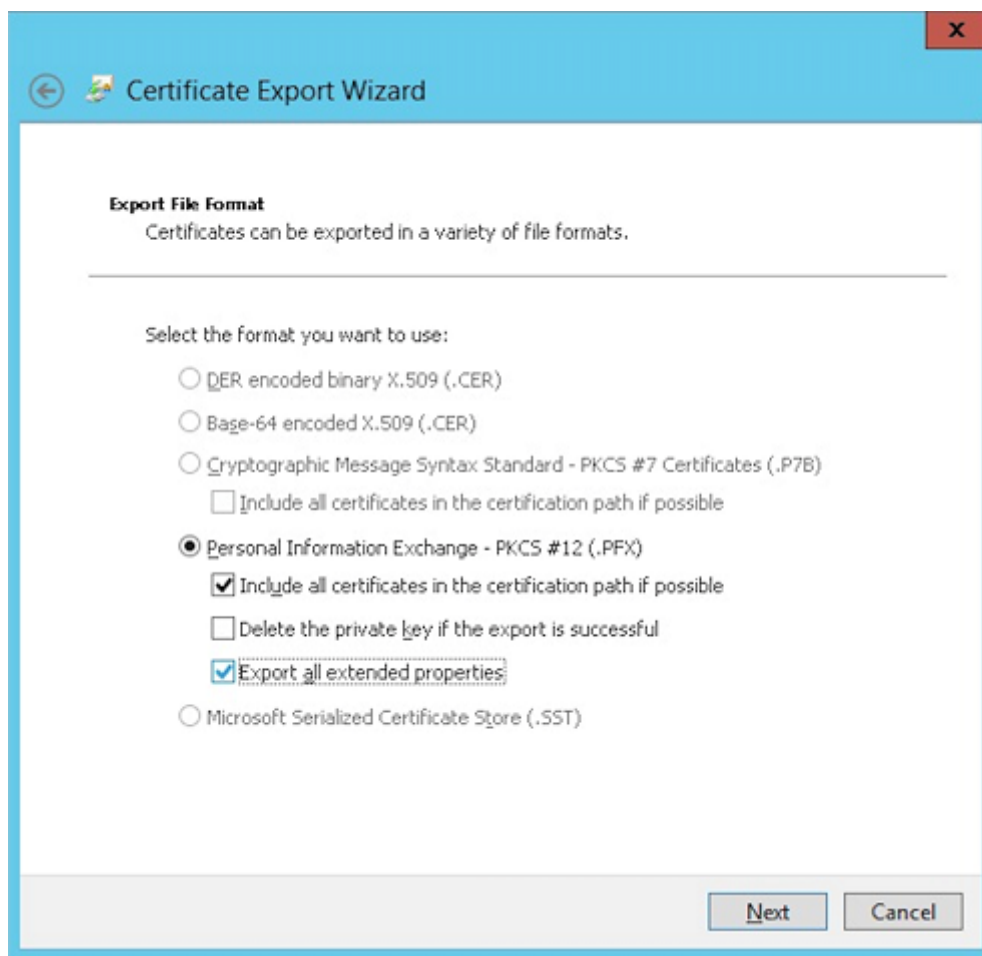 x
Certificate Export Wizard
Export File Format
Certificates can be exported in a variety of file formats.
Select the format you want to use:
DER encoded binary X.509 (.CER)
Base-64 encoded X.509 (.CER)
Cryptographic Message Syntax Standard - PKCS #7 Certificates (.P7B)
Include all certificates in the certification path if possible
Personal Information Exchange - PKCS #12 (.PFX)
Include all certificates in the certification path if possible
Delete the private key if the export is successful
Export all extended properties
Microsoft Serialized Certificate Store (.SST)
Next Cancel